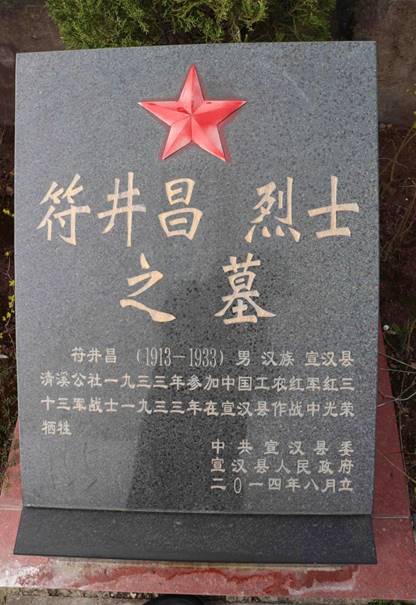 符井昌 烈士
之墓
符井昌 (1913—1933) 男 汉族 宣汉县
清溪公社一九三三年参加中国工农红军红三
十三军战士一九三三年在宣汉县作战中光荣
牺牲
中共宣汉县委
宣汉县人民政府
二〇一四年八月立